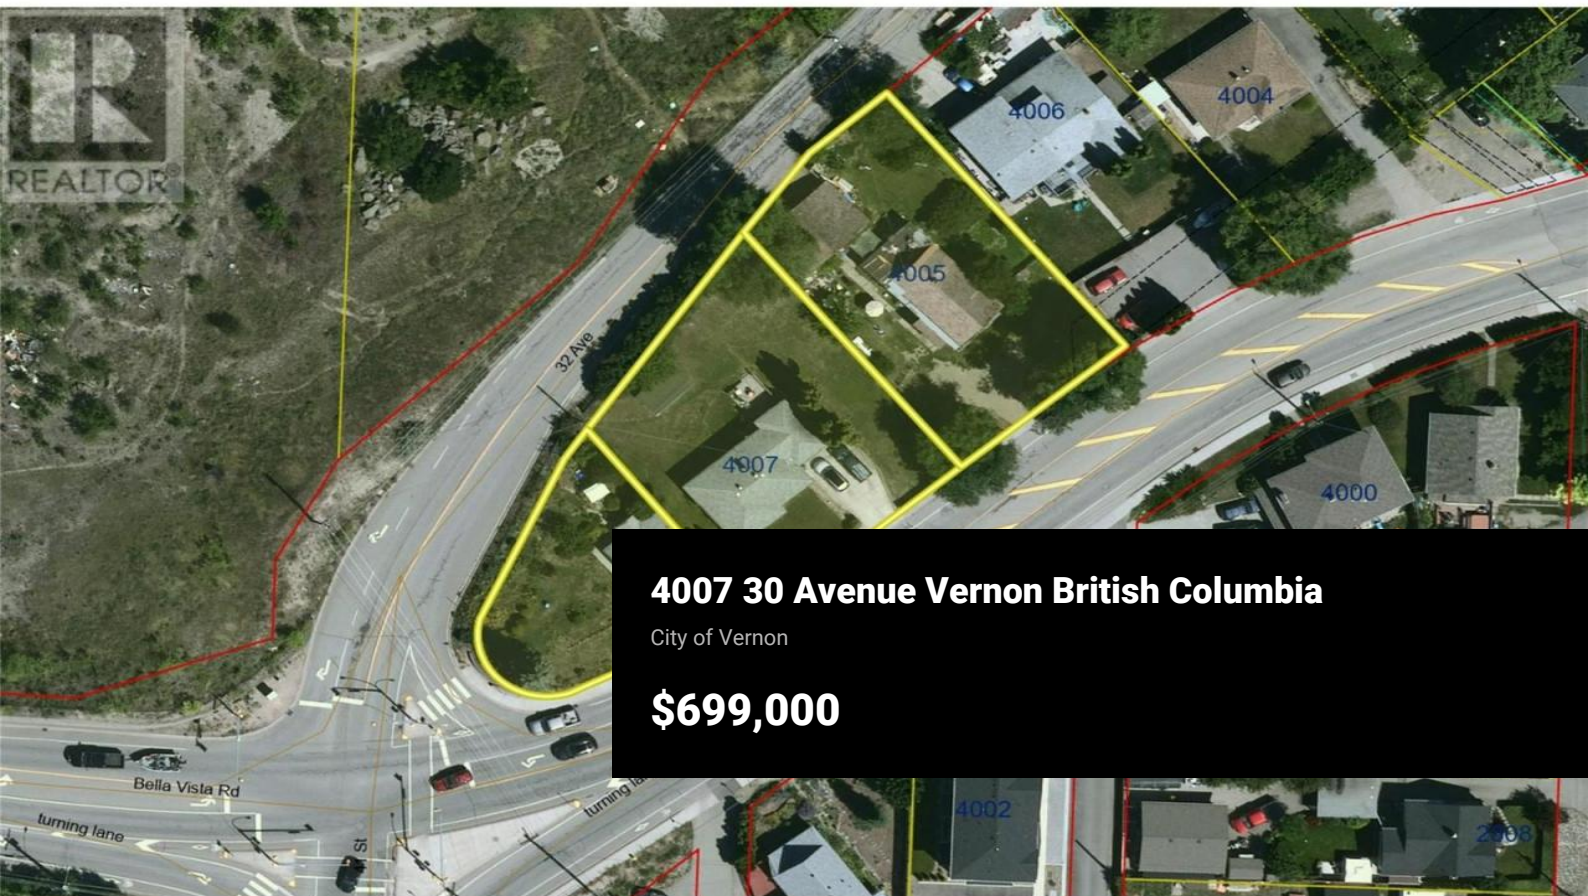 REALTOR
4006
4004
4005
32 Ave
4007
4000
4007 30 Avenue Vernon British Columbia
City of Vernon
$699,000
Bella Vista Rd
turning lane
turning
St
4002